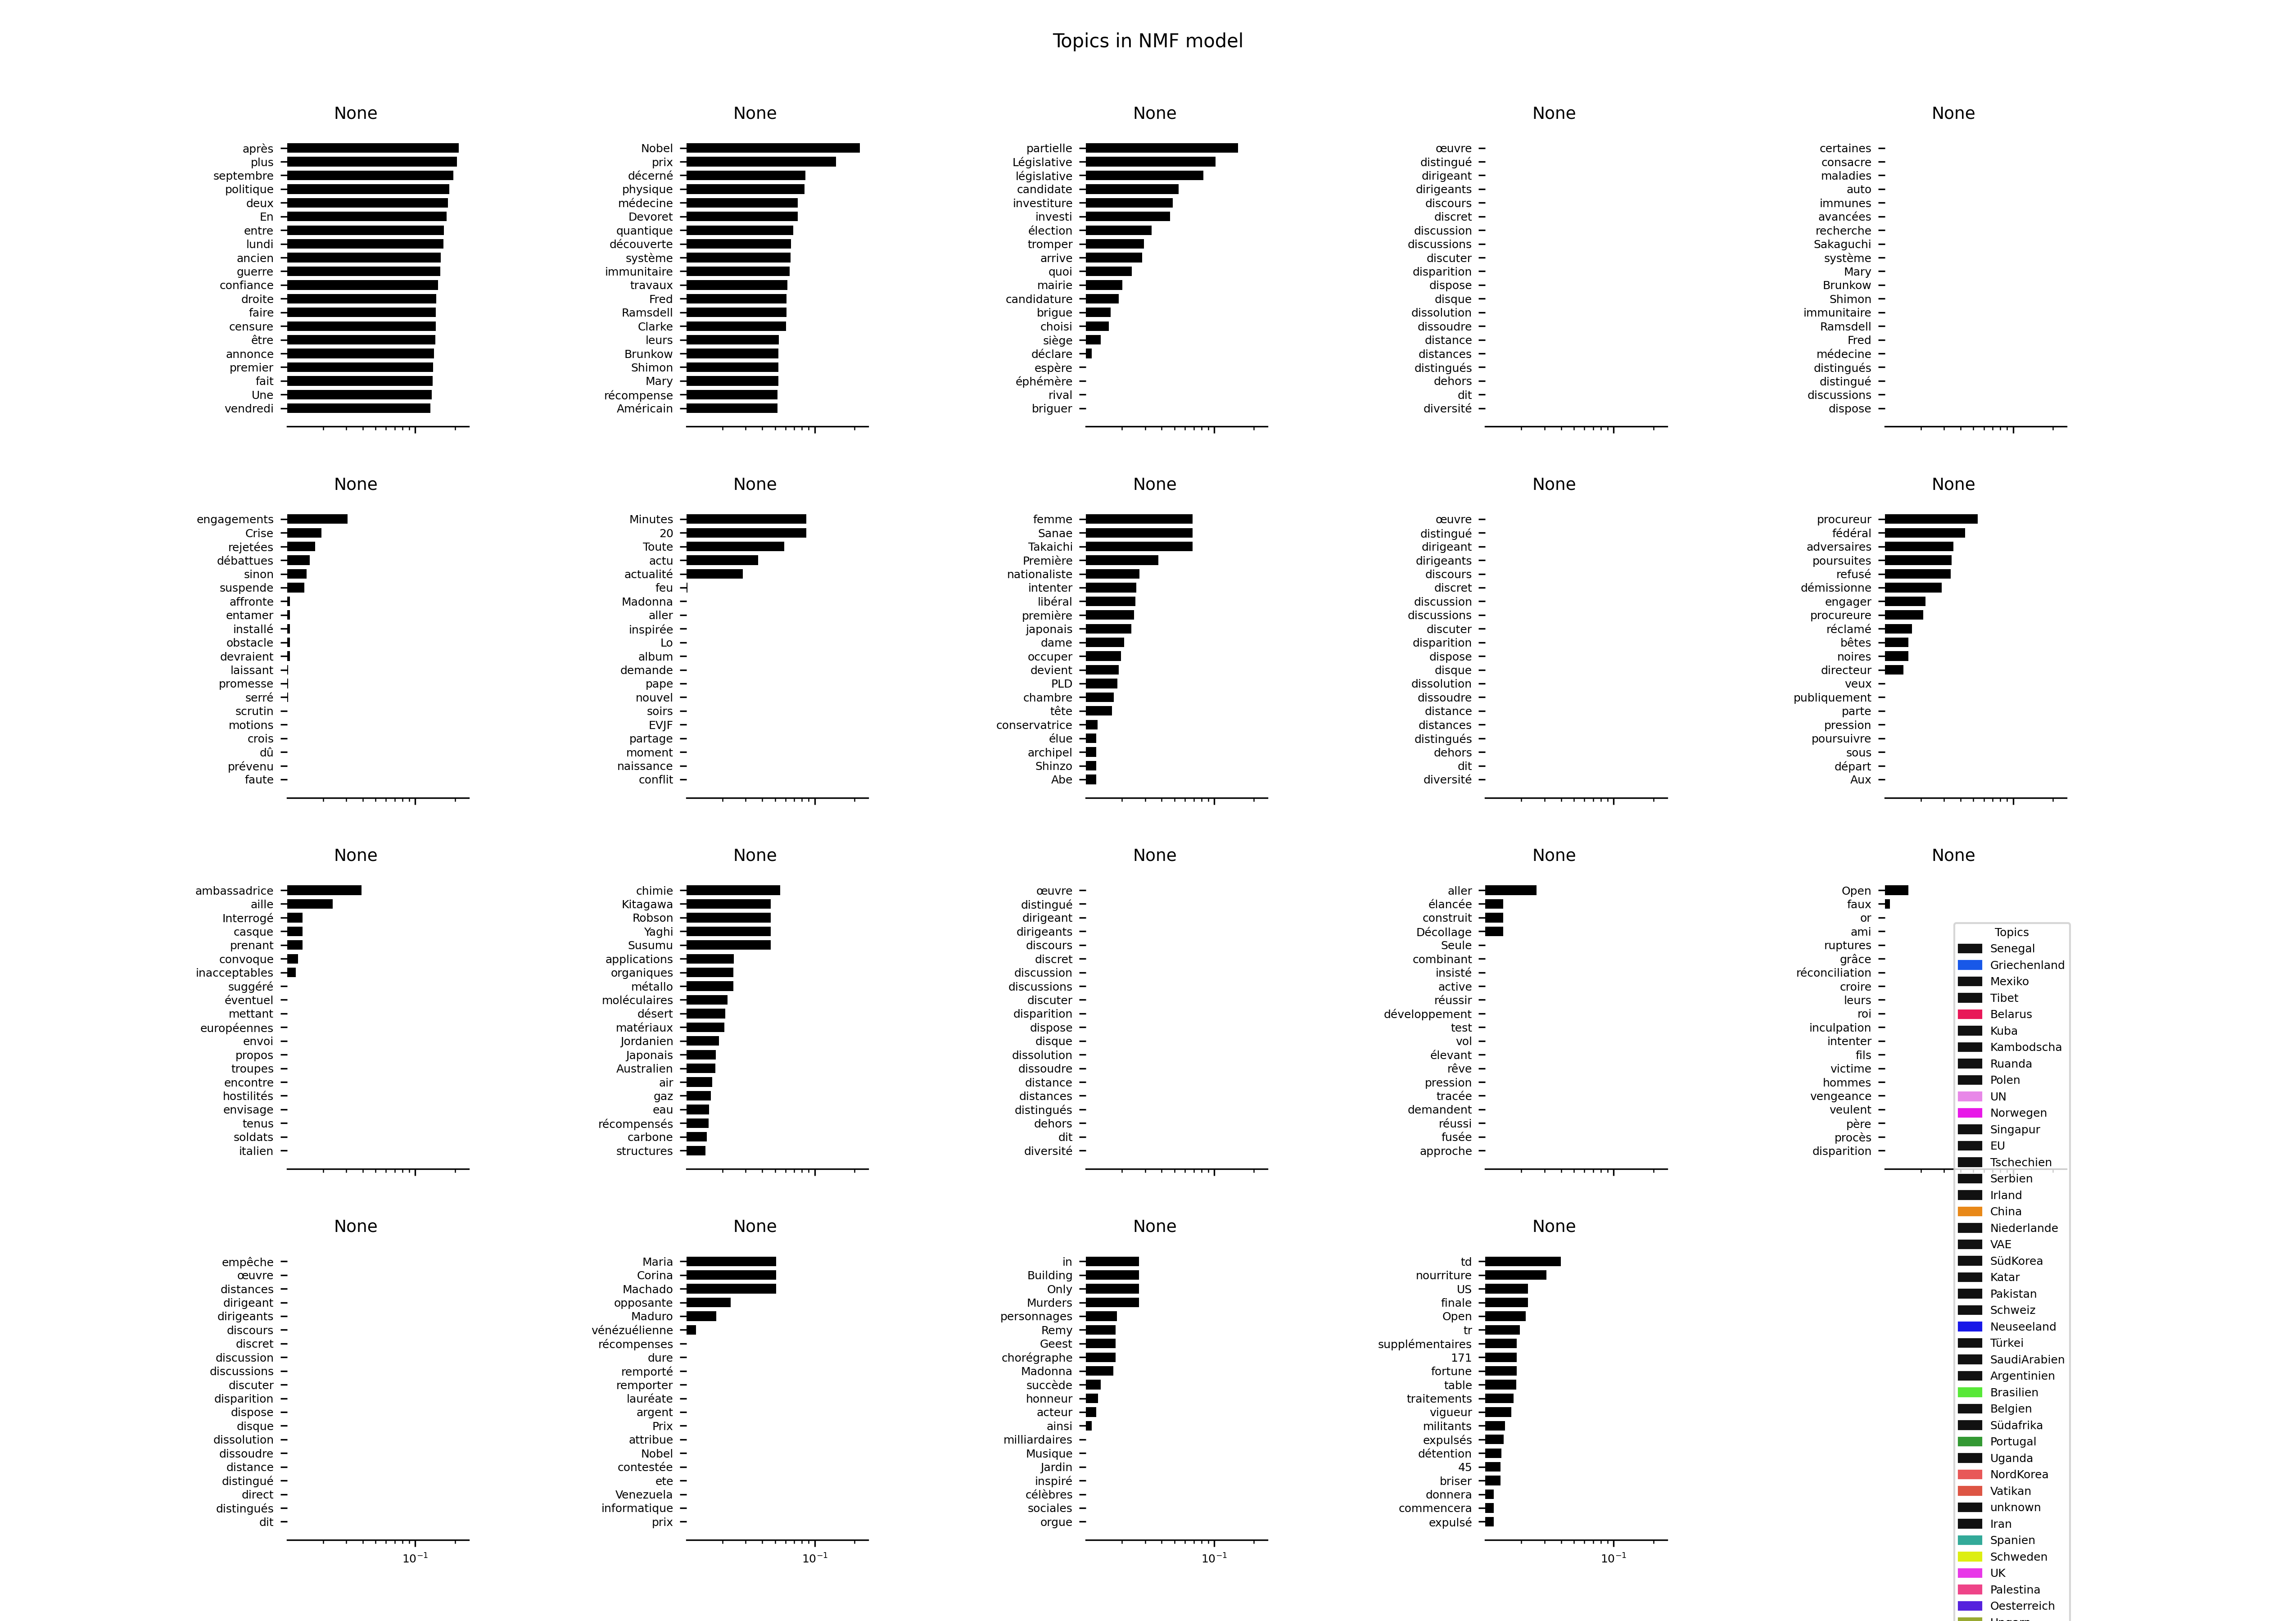 Topics in NMF model
None
après
plus
septembre
politique
deux
En
entre
lundi
ancien
guerre
confiance
droite
faire
censure
être
annonce
premier
fait
Une
vendredi
None
Nobel
prix
décerné
physique
médecine
Devoret
quantique
découverte
système
immunitaire
travaux
Fred
Ramsdell
Clarke
leurs
Brunkow
Shimon
Mary
récompense
Américain
None
partielle
Législative
législative
candidate
investiture
investi
élection
tromper
arrive
quoi
mairie
candidature
brigue
choisi
siège
déclare
espère
éphémère
rival
briguer
None
œuvre
distingué
dirigeant
dirigeants
discours
discret
discussion
discussions
discuter
disparition
dispose
disque
dissolution
dissoudre
distance
distances
distingués
dehors
dit
diversité
None
certaines
consacre
maladies
auto
immunes
avancées
recherche
Sakaguchi
système
Mary
Brunkow
Shimon
immunitaire
Ramsdell
Fred
médecine
distingués
distingué
discussions
dispose
None
engagements
Crise
rejetées
débattues
sinon
suspende
affronte
entamer
installé
obstacle
devraient
laissant
promesse
serré
scrutin
motions
crois
dû
prévenu
faute
None
Minutes
20
Toute
actu
actualité
feu
Madonna
aller
inspirée
Lo
album
demande
pape
nouvel
soirs
EVJF
partage
moment
naissance
conflit
None
femme
Sanae
Takaichi
Première
nationaliste
intenter
libéral
première
japonais
dame
occuper
devient
PLD
chambre
tête
conservatrice
élue
archipel
Shinzo
Abe
None
œuvre
distingué
dirigeant
dirigeants
discours
discret
discussion
discussions
discuter
disparition
dispose
disque
dissolution
dissoudre
distance
distances
distingués
dehors
dit
diversité
None
procureur
fédéral
adversaires
poursuites
refusé
démissionne
engager
procureure
réclamé
bêtes
noires
directeur
veux
publiquement
parte
pression
poursuivre
sous
départ
Aux
None
ambassadrice
aille
Interrogé
casque
prenant
convoque
inacceptables
suggéré
éventuel
mettant
européennes
envoi
propos
troupes
encontre
hostilités
envisage
tenus
soldats
italien
None
chimie
Kitagawa
Robson
Yaghi
Susumu
applications
organiques
métallo
moléculaires
désert
matériaux
Jordanien
Japonais
Australien
air
gaz
eau
récompensés
carbone
structures
None
œuvre
distingué
dirigeant
dirigeants
discours
discret
discussion
discussions
discuter
disparition
dispose
disque
dissolution
dissoudre
distance
distances
distingués
dehors
dit
diversité
None
aller
élancée
construit
Décollage
Seule
combinant
insisté
active
réussir
développement
test
vol
élevant
rêve
pression
tracée
demandent
réussi
fusée
approche
None
Open
faux
or
ami
ruptures
grâce
réconciliation
croire
leurs
roi
inculpation
intenter
fils
victime
hommes
vengeance
veulent
père
procès
disparition
None
empêche
œuvre
distances
dirigeant
dirigeants
discours
discret
discussion
discussions
discuter
disparition
dispose
disque
dissolution
dissoudre
distance
distingué
direct
distingués
dit
10⁻¹
None
Maria
Corina
Machado
opposante
Maduro
vénézuélienne
récompenses
dure
remporté
remporter
lauréate
argent
Prix
attribue
Nobel
contestée
ete
Venezuela
informatique
prix
10⁻¹
None
in
Building
Only
Murders
personnages
Remy
Geest
chorégraphe
Madonna
succède
honneur
acteur
ainsi
milliardaires
Musique
Jardin
inspiré
célèbres
sociales
orgue
10⁻¹
None
td
nourriture
US
finale
Open
tr
supplémentaires
171
fortune
table
traitements
vigueur
militants
expulsés
détention
45
briser
donnera
commencera
expulsé
10⁻¹
Topics
Senegal
Griechenland
Mexiko
Tibet
Belarus
Kuba
Kambodscha
Ruanda
Polen
UN
Norwegen
Singapur
EU
Tschechien
Serbien
Irland
China
Niederlande
VAE
SüdKorea
Katar
Pakistan
Schweiz
Neuseeland
Türkei
SaudiArabien
Argentinien
Brasilien
Belgien
Südafrika
Portugal
Uganda
NordKorea
Vatikan
unknown
Iran
Spanien
Schweden
UK
Palestina
Oesterreich